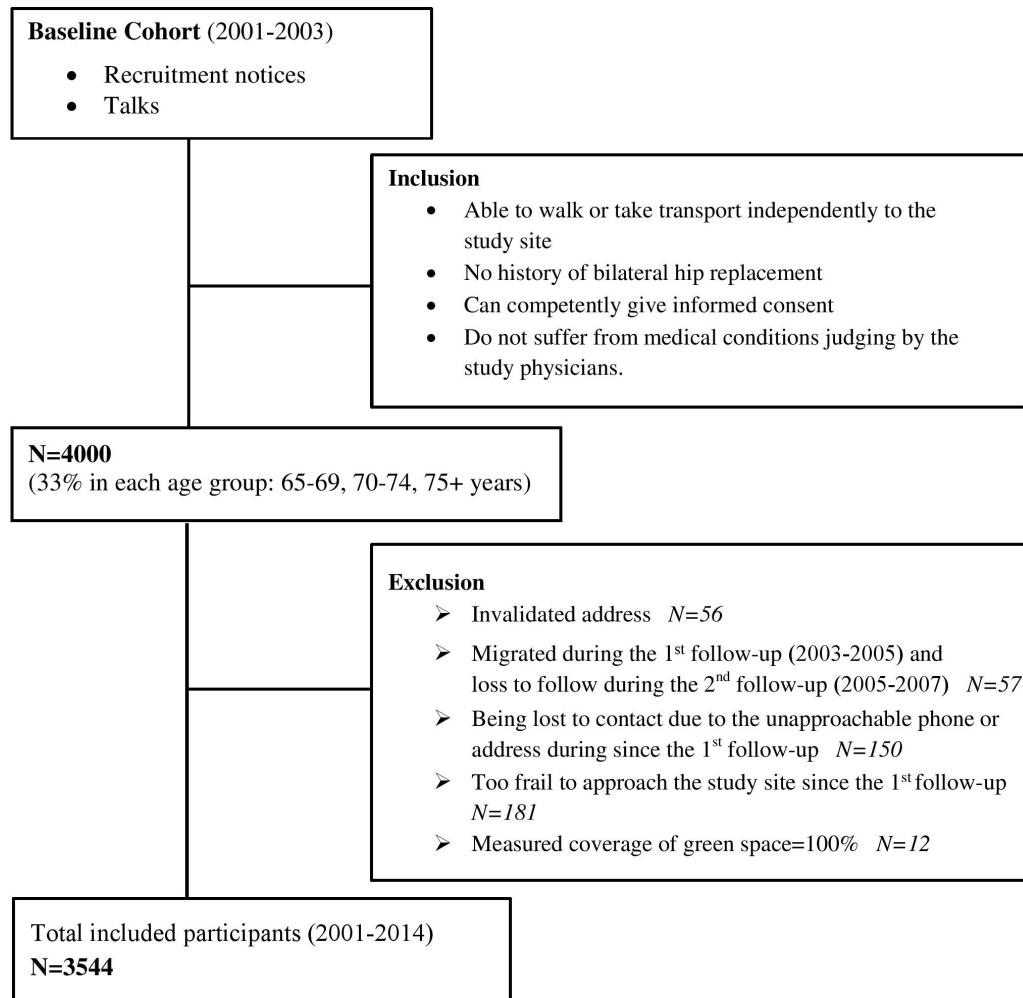 Baseline Cohort (2001-2003)
• Recruitment notices
• Talks
Inclusion
• Able to walk or take transport independently to the
study site
• No history of bilateral hip replacement
• Can competently give informed consent
• Do not suffer from medical conditions judging by the
study physicians.
N=4000
(33% in each age group: 65-69, 70-74, 75+ years)
Exclusion
➢ Invalidated address N=56
➢ Migrated during the 1st follow-up (2003-2005) and
loss to follow during the 2nd follow-up (2005-2007) N=57
➢ Being lost to contact due to the unapproachable phone or
address during since the 1st follow-up N=150
➢ Too frail to approach the study site since the 1st follow-up
N=181
➢ Measured coverage of green space=100% N=12
Total included participants (2001-2014)
N=3544